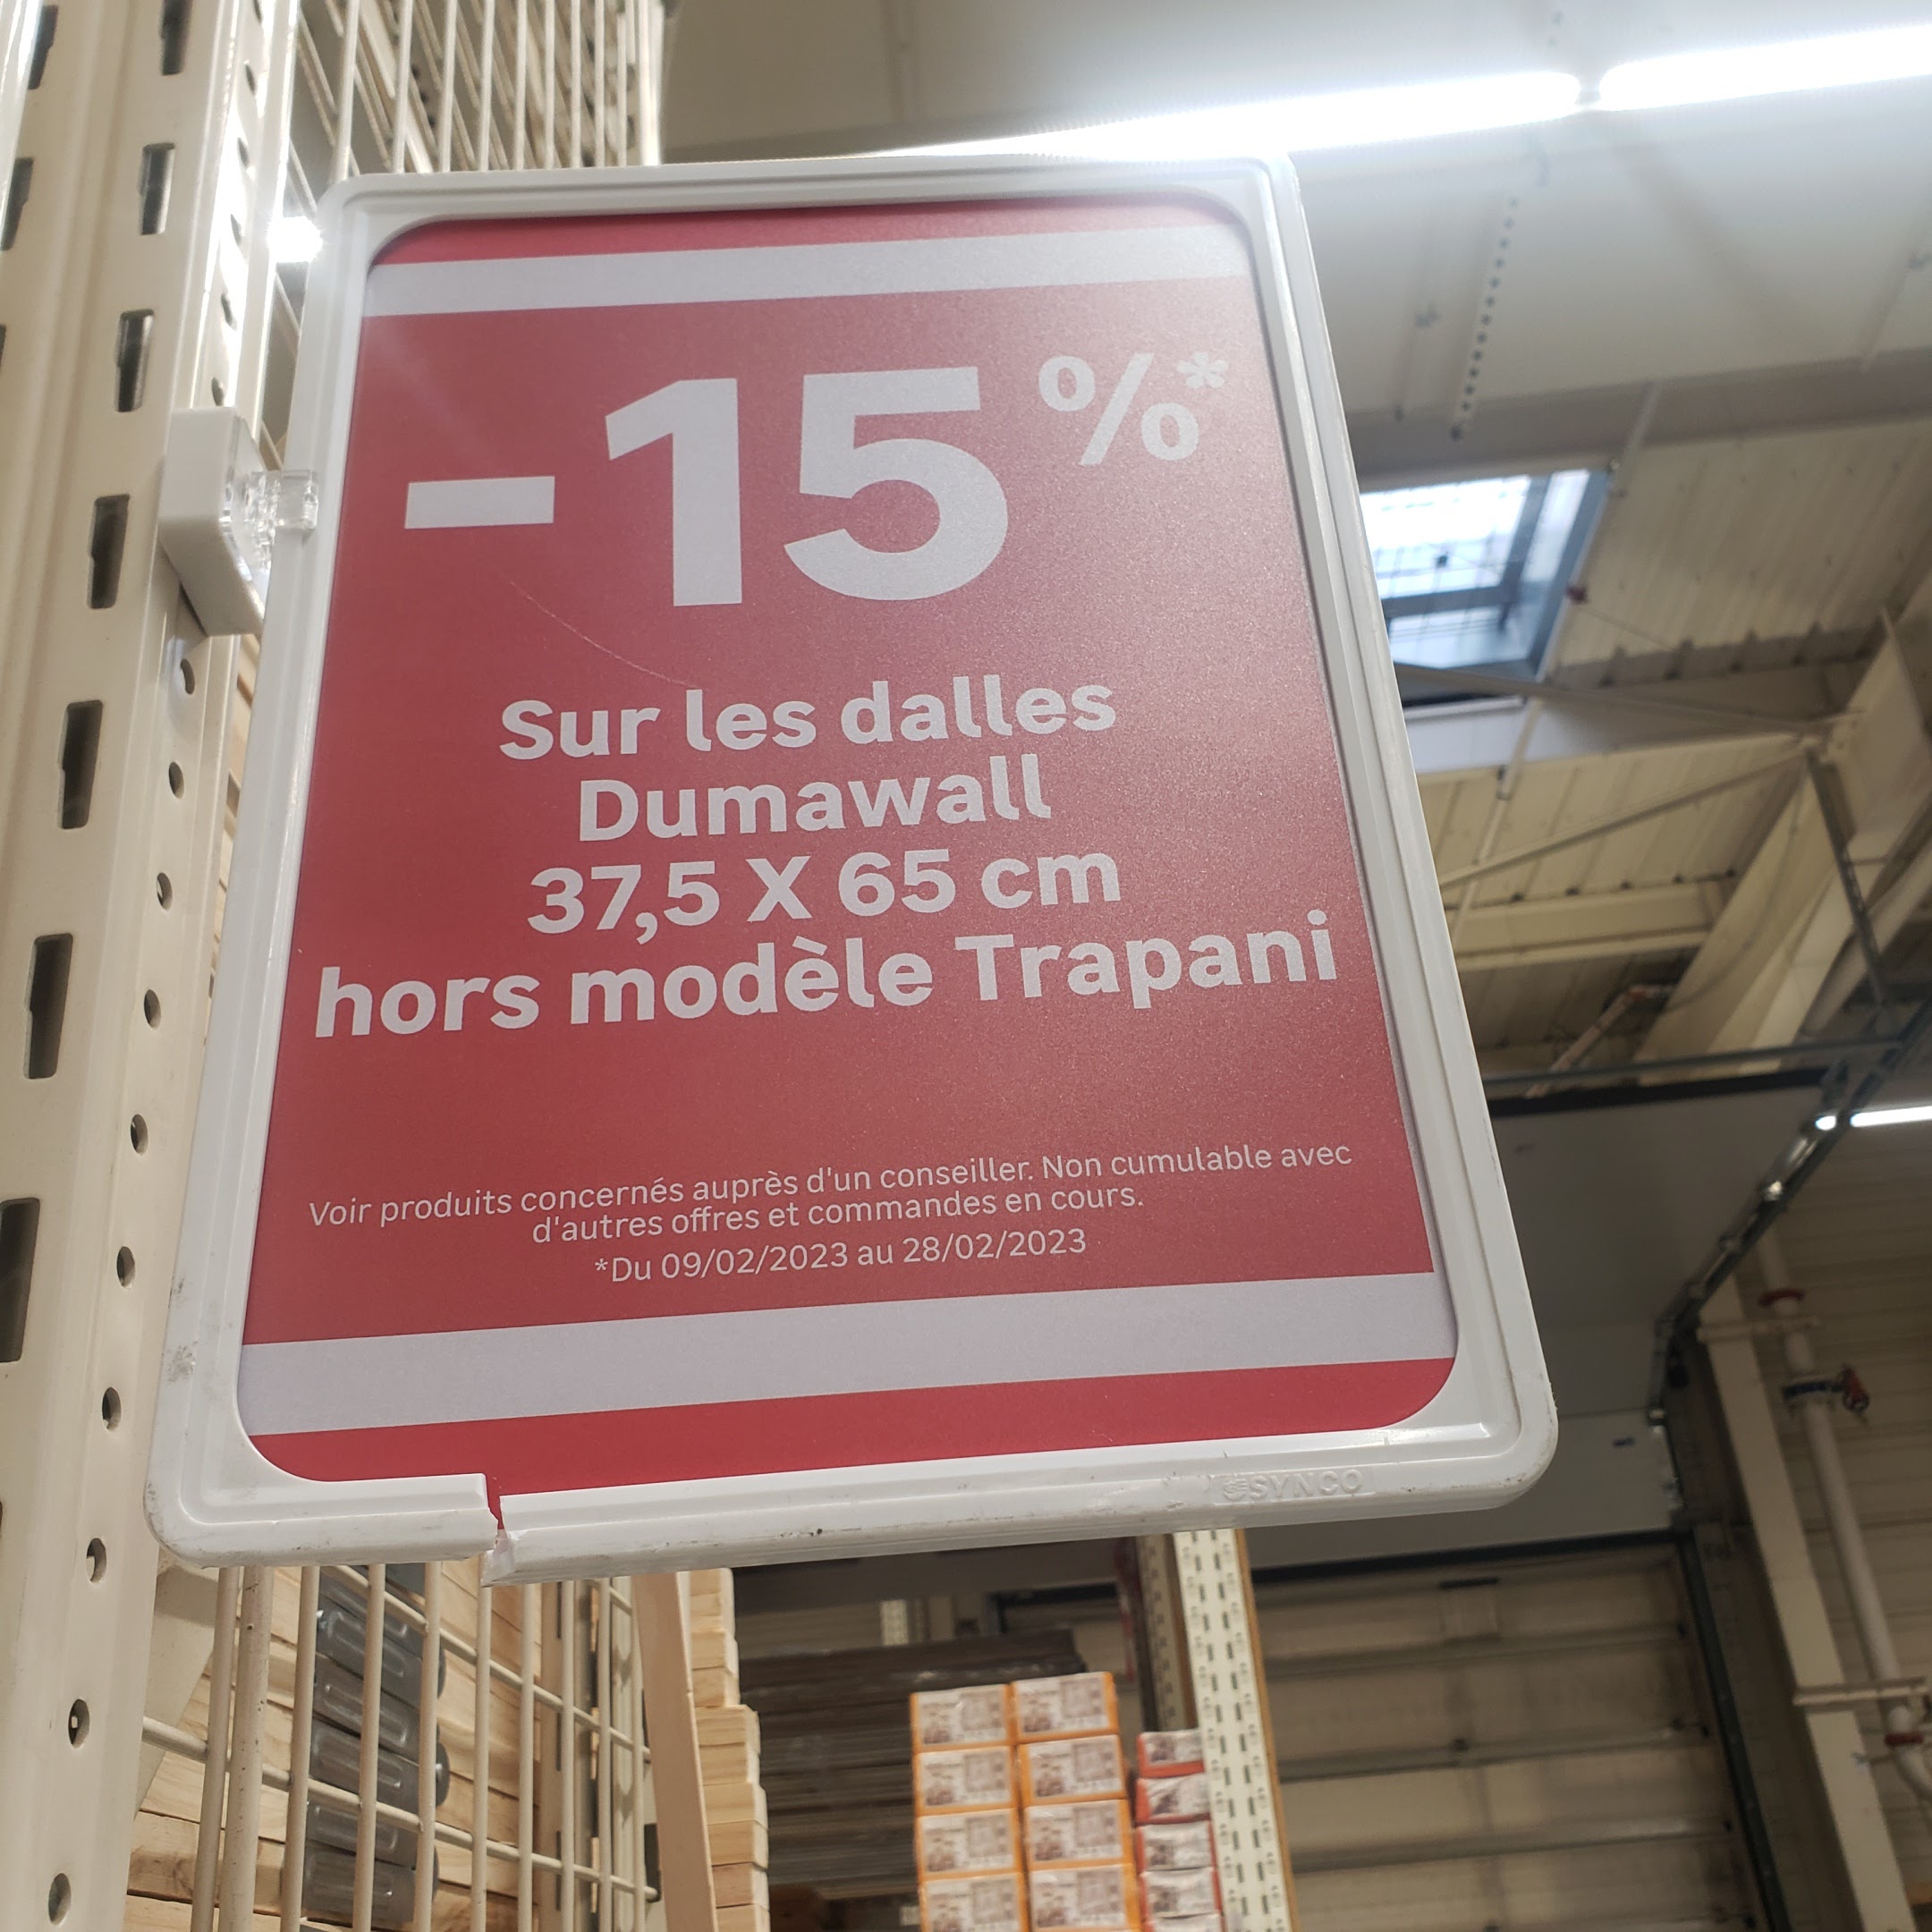 -15%*
Sur les dalles
Dumawall
37,5 X 65 cm
hors modèle Trapani
Voir produits concernés auprès d'un conseiller. Non cumulable avec
d'autres offres et commandes en cours.
*Du 09/02/2023 au 28/02/2023
SYNCO